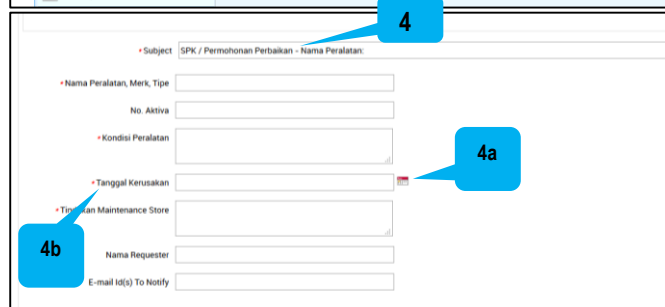 4
*Subject SPK / Permohonan Perbaikan - Nama Peralatan:
*Nama Peralatan, Merk, Tipe
No. Aktiva
*Kondisi Peralatan
4a
*Tanggal Kerusakan
Maintenance Store
4b
Nama Requester
E-mail Id(s) To Notify